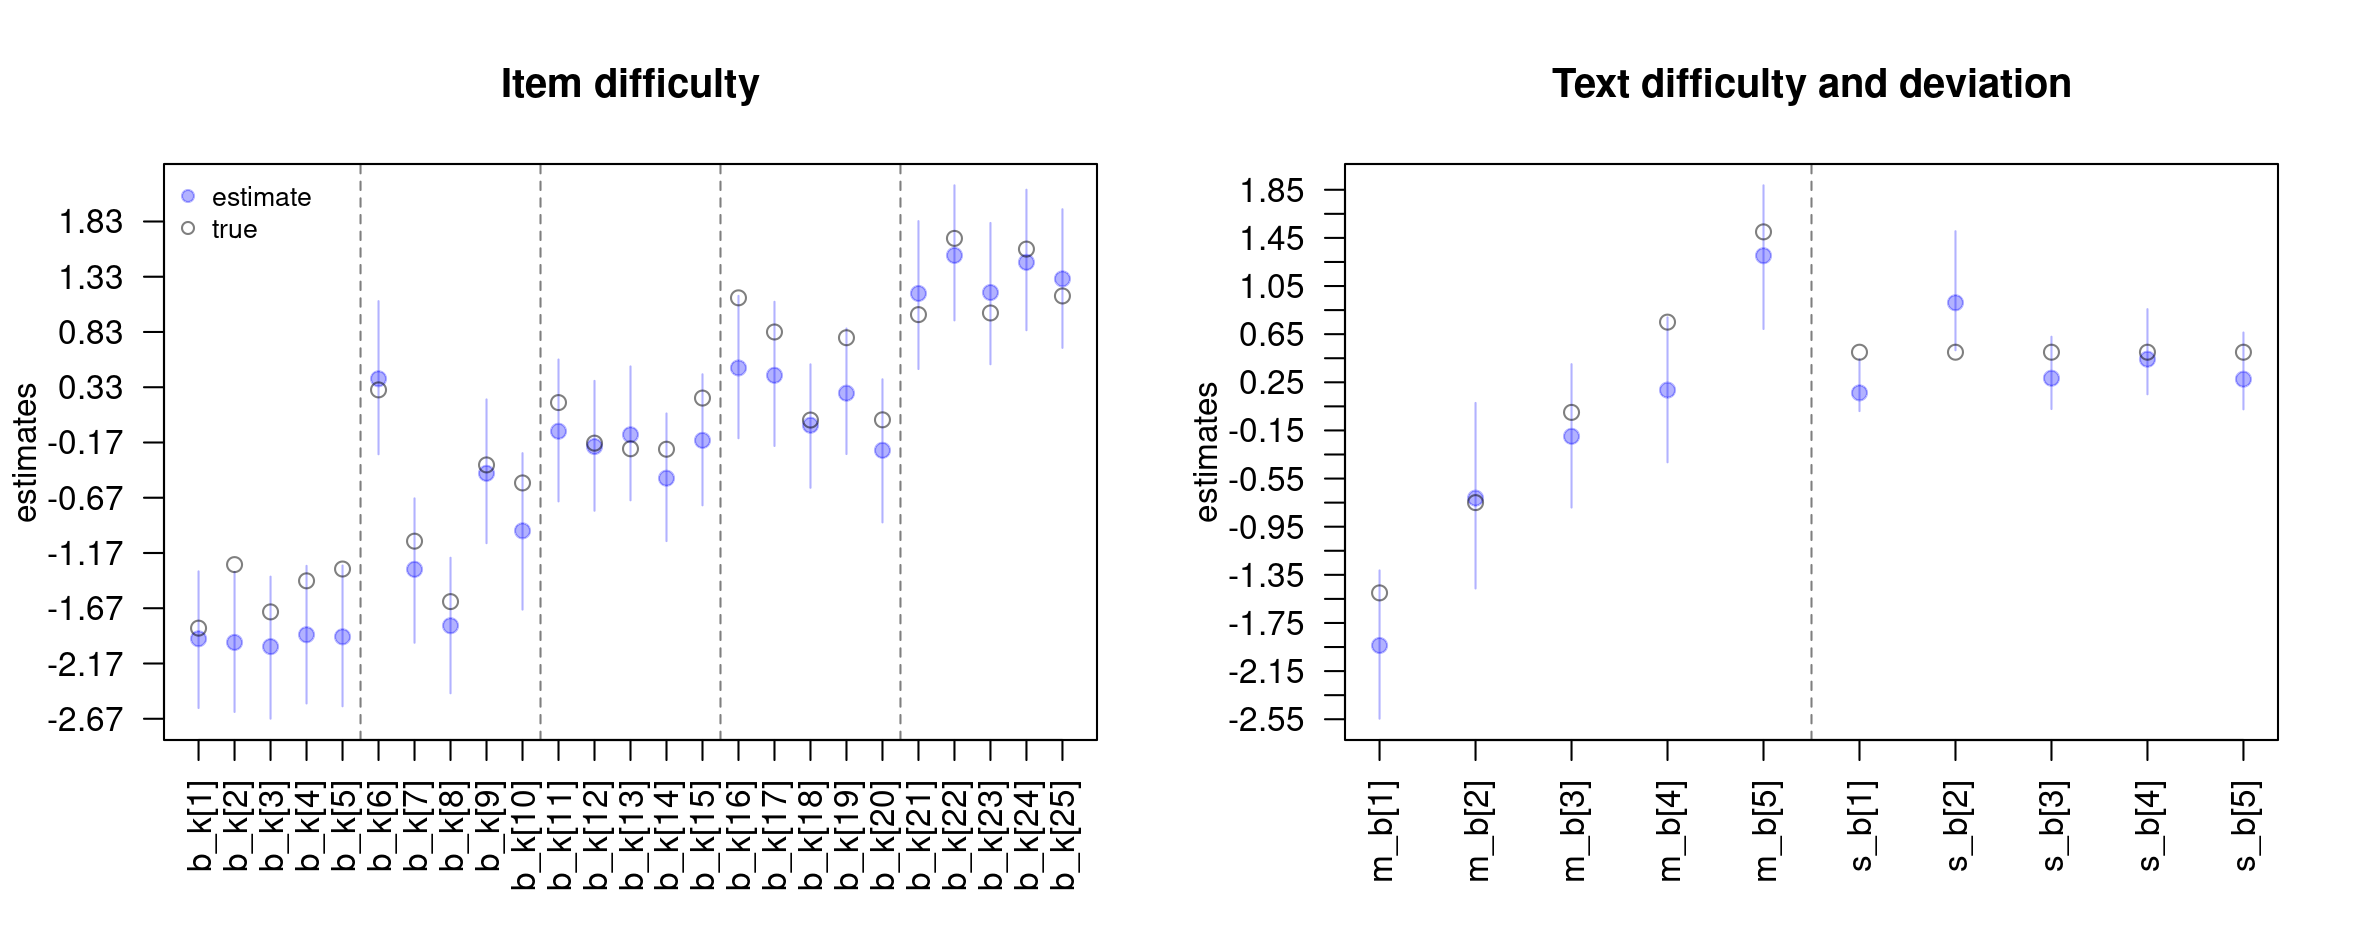 Item difficulty
estimate
true
estimates
1.83
1.33
0.83
0.33
-0.17
-0.67
-1.17
-1.67
-2.17
-2.67
b_k[1]
b_k[2]
b_k[3]
b_k[4]
b_k[5]
b_k[6]
b_k[7]
b_k[8]
b_k[9]
b_k[10]
b_k[11]
b_k[12]
b_k[13]
b_k[14]
b_k[15]
b_k[16]
b_k[17]
b_k[18]
b_k[19]
b_k[20]
b_k[21]
b_k[22]
b_k[23]
b_k[24]
b_k[25]
Text difficulty and deviation
estimates
1.85
1.45
1.05
0.65
0.25
-0.15
-0.55
-0.95
-1.35
-1.75
-2.15
-2.55
m_b[1]
m_b[2]
m_b[3]
m_b[4]
m_b[5]
s_b[1]
s_b[2]
s_b[3]
s_b[4]
s_b[5]